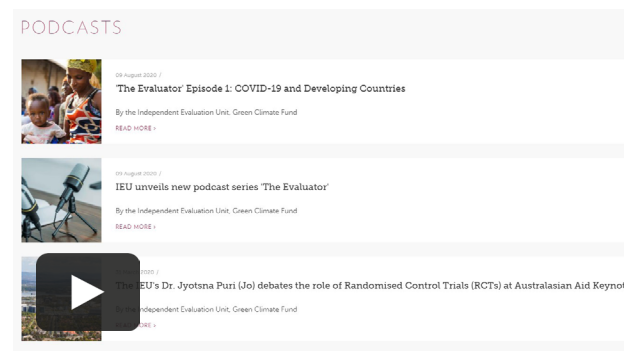 PODCASTS
09 August 2020 /
'The Evaluator' Episode 1: COVID-19 and Developing Countries
By the Independent Evaluation Unit, Green Climate Fund
READ MORE >
09 August 2020 /
IEU unveils new podcast series 'The Evaluator'
By the Independent Evaluation Unit, Green Climate Fund
READ MORE >
2020 /
The IEU's Dr. Jyotsna Puri (Jo) debates the role of Randomised Control Trials (RCTs) at Australasian Aid Keynot
Independent Evaluation Unit, Green Climate Fund